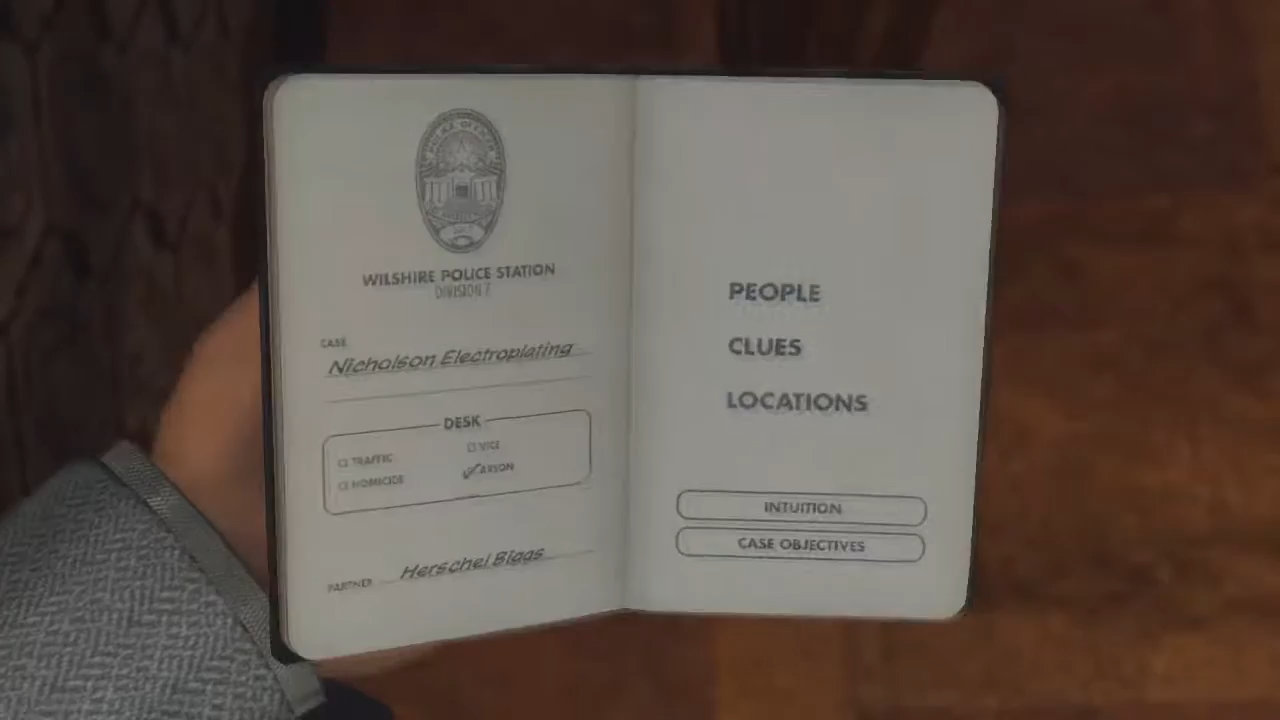 WILSHIRE POLICE STATION
DIVISION 7
CASE
Nicholson Electroplating
DESK
TRAFFIC
VICE
HOMICIDE
ARSON
PARTNER
Herschel Biggs
PEOPLE
CLUES
LOCATIONS
INTUITION
CASE OBJECTIVES